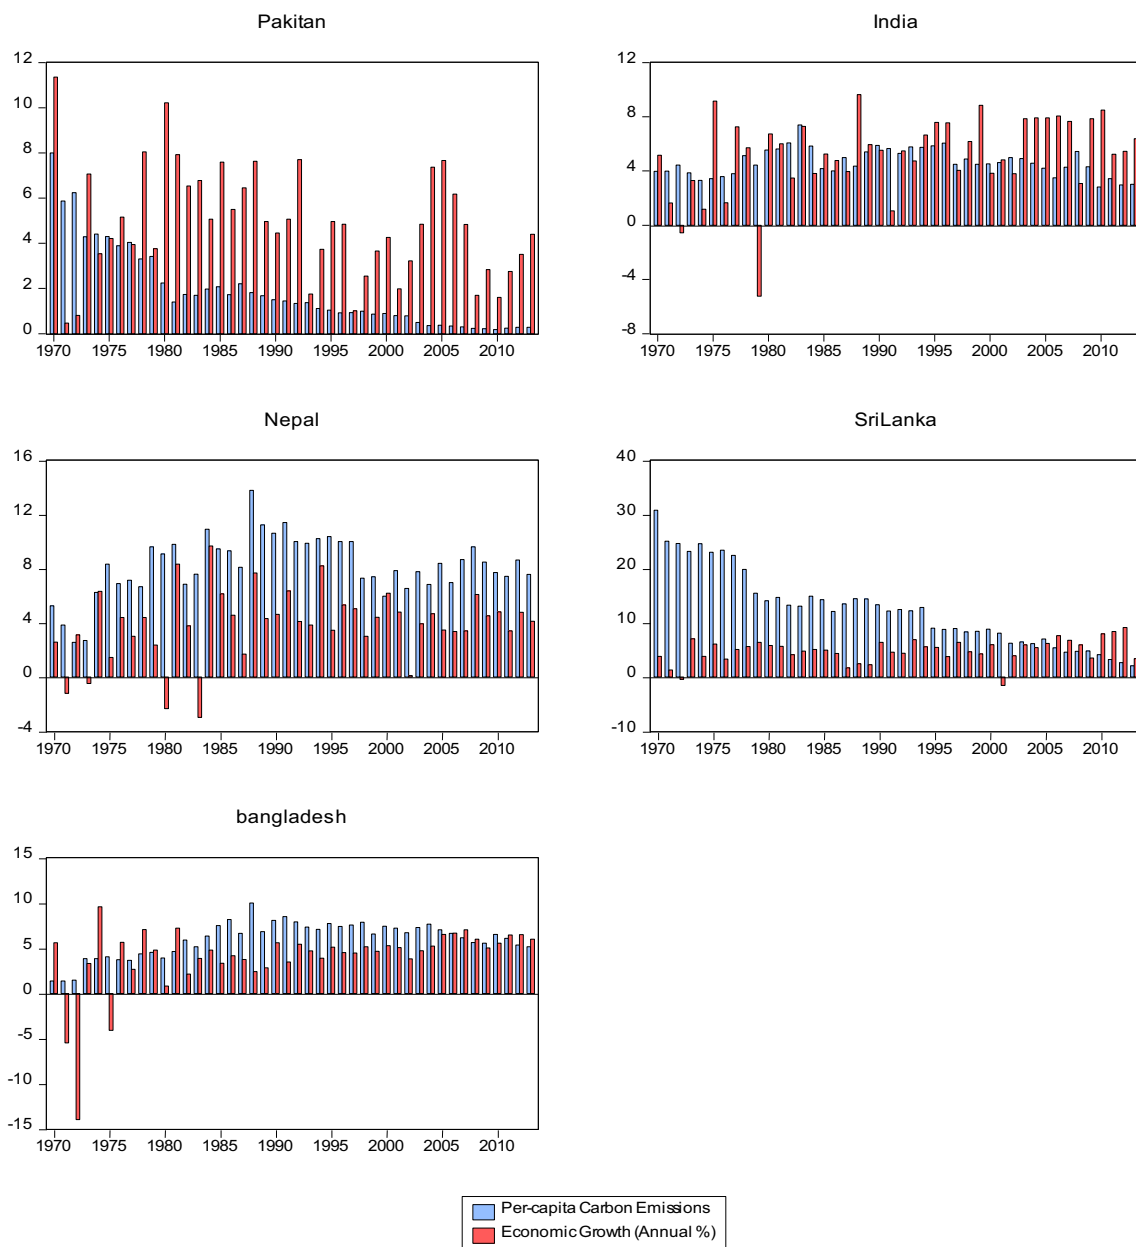 Pakitan
12
10
8
6
4
2
0
1970 1975 1980 1985 1990 1995 2000 2005 2010
India
12
8
4
0
-4
-8
1970 1975 1980 1985 1990 1995 2000 2005 2010
Nepal
16
12
8
4
0
-4
1970 1975 1980 1985 1990 1995 2000 2005 2010
SriLanka
40
30
20
10
0
-10
1970 1975 1980 1985 1990 1995 2000 2005 2010
bangladesh
15
10
5
0
-5
-10
-15
1970 1975 1980 1985 1990 1995 2000 2005 2010
Per-capita Carbon Emissions
Economic Growth (Annual %)